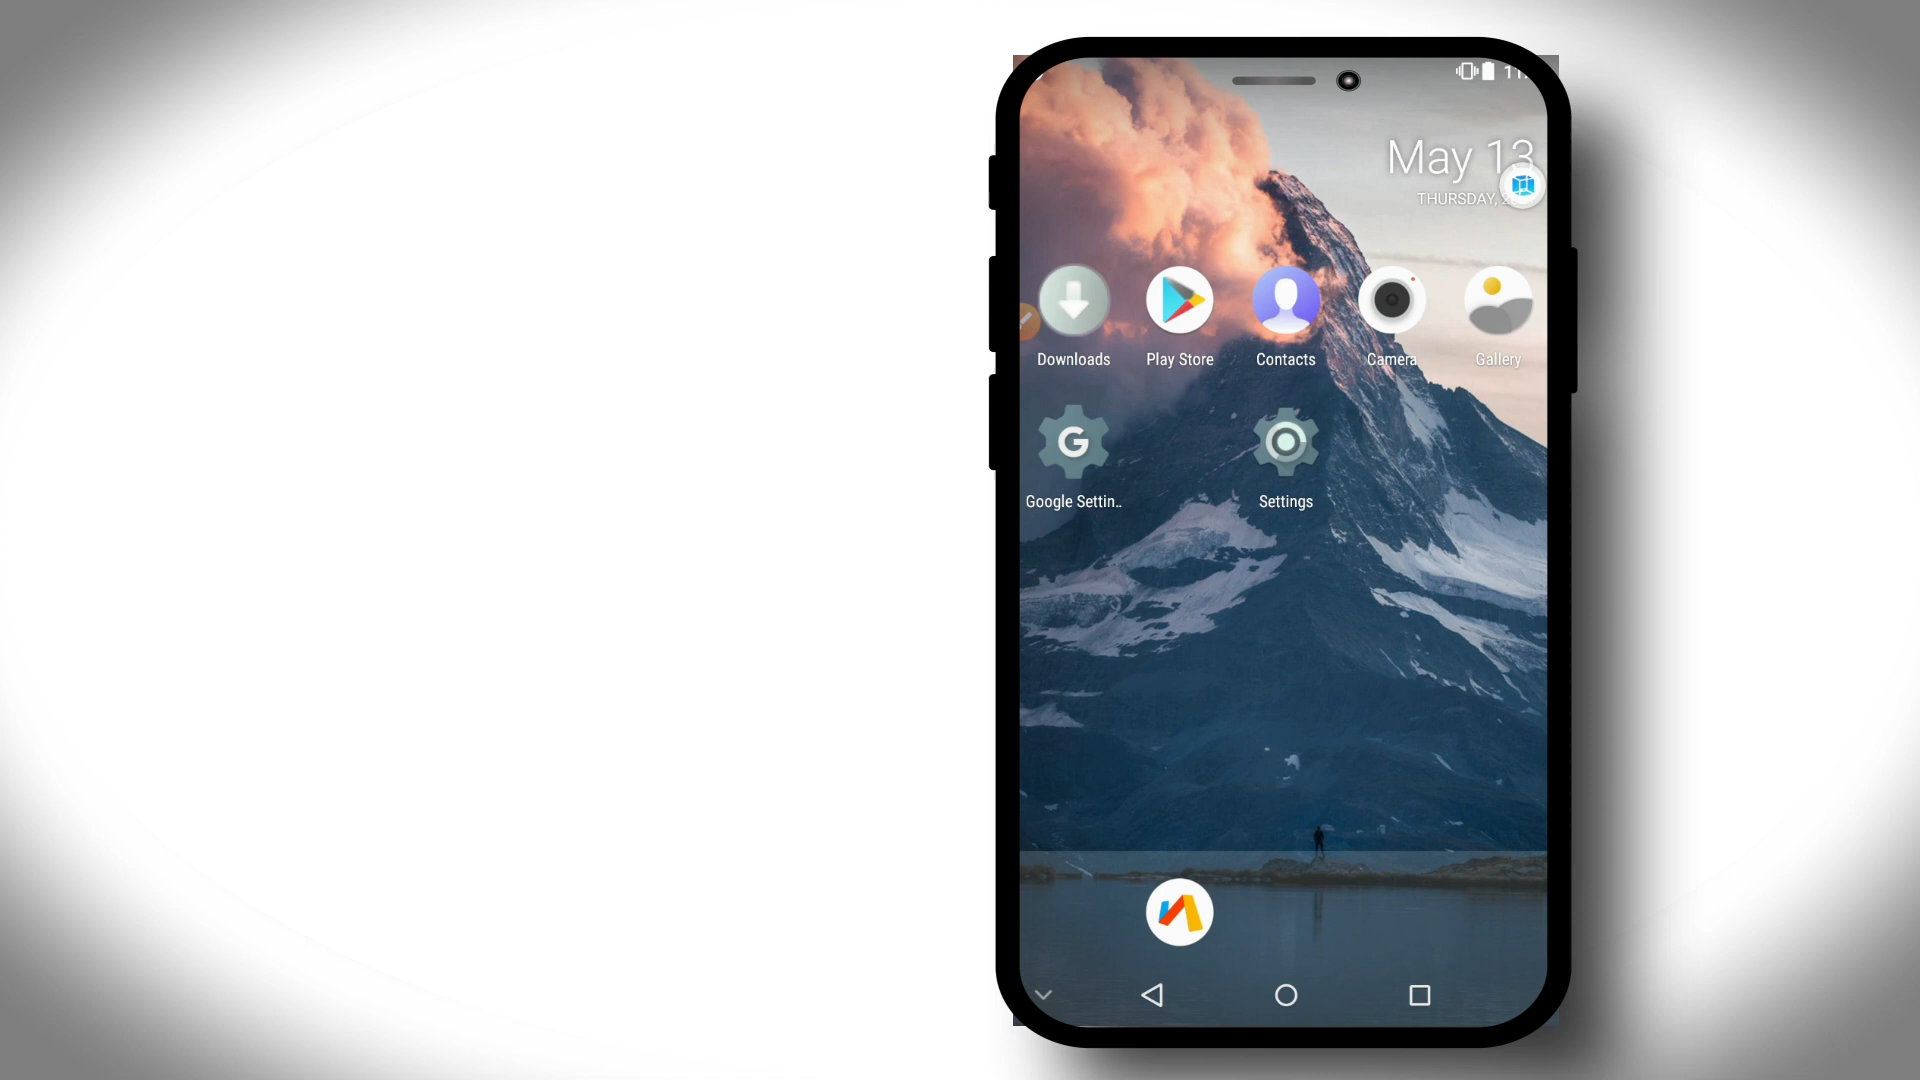 May 13
THURSDAY,
Downloads
Play Store
Contacts
Camera
Gallery
G
Google Settin..
Settings